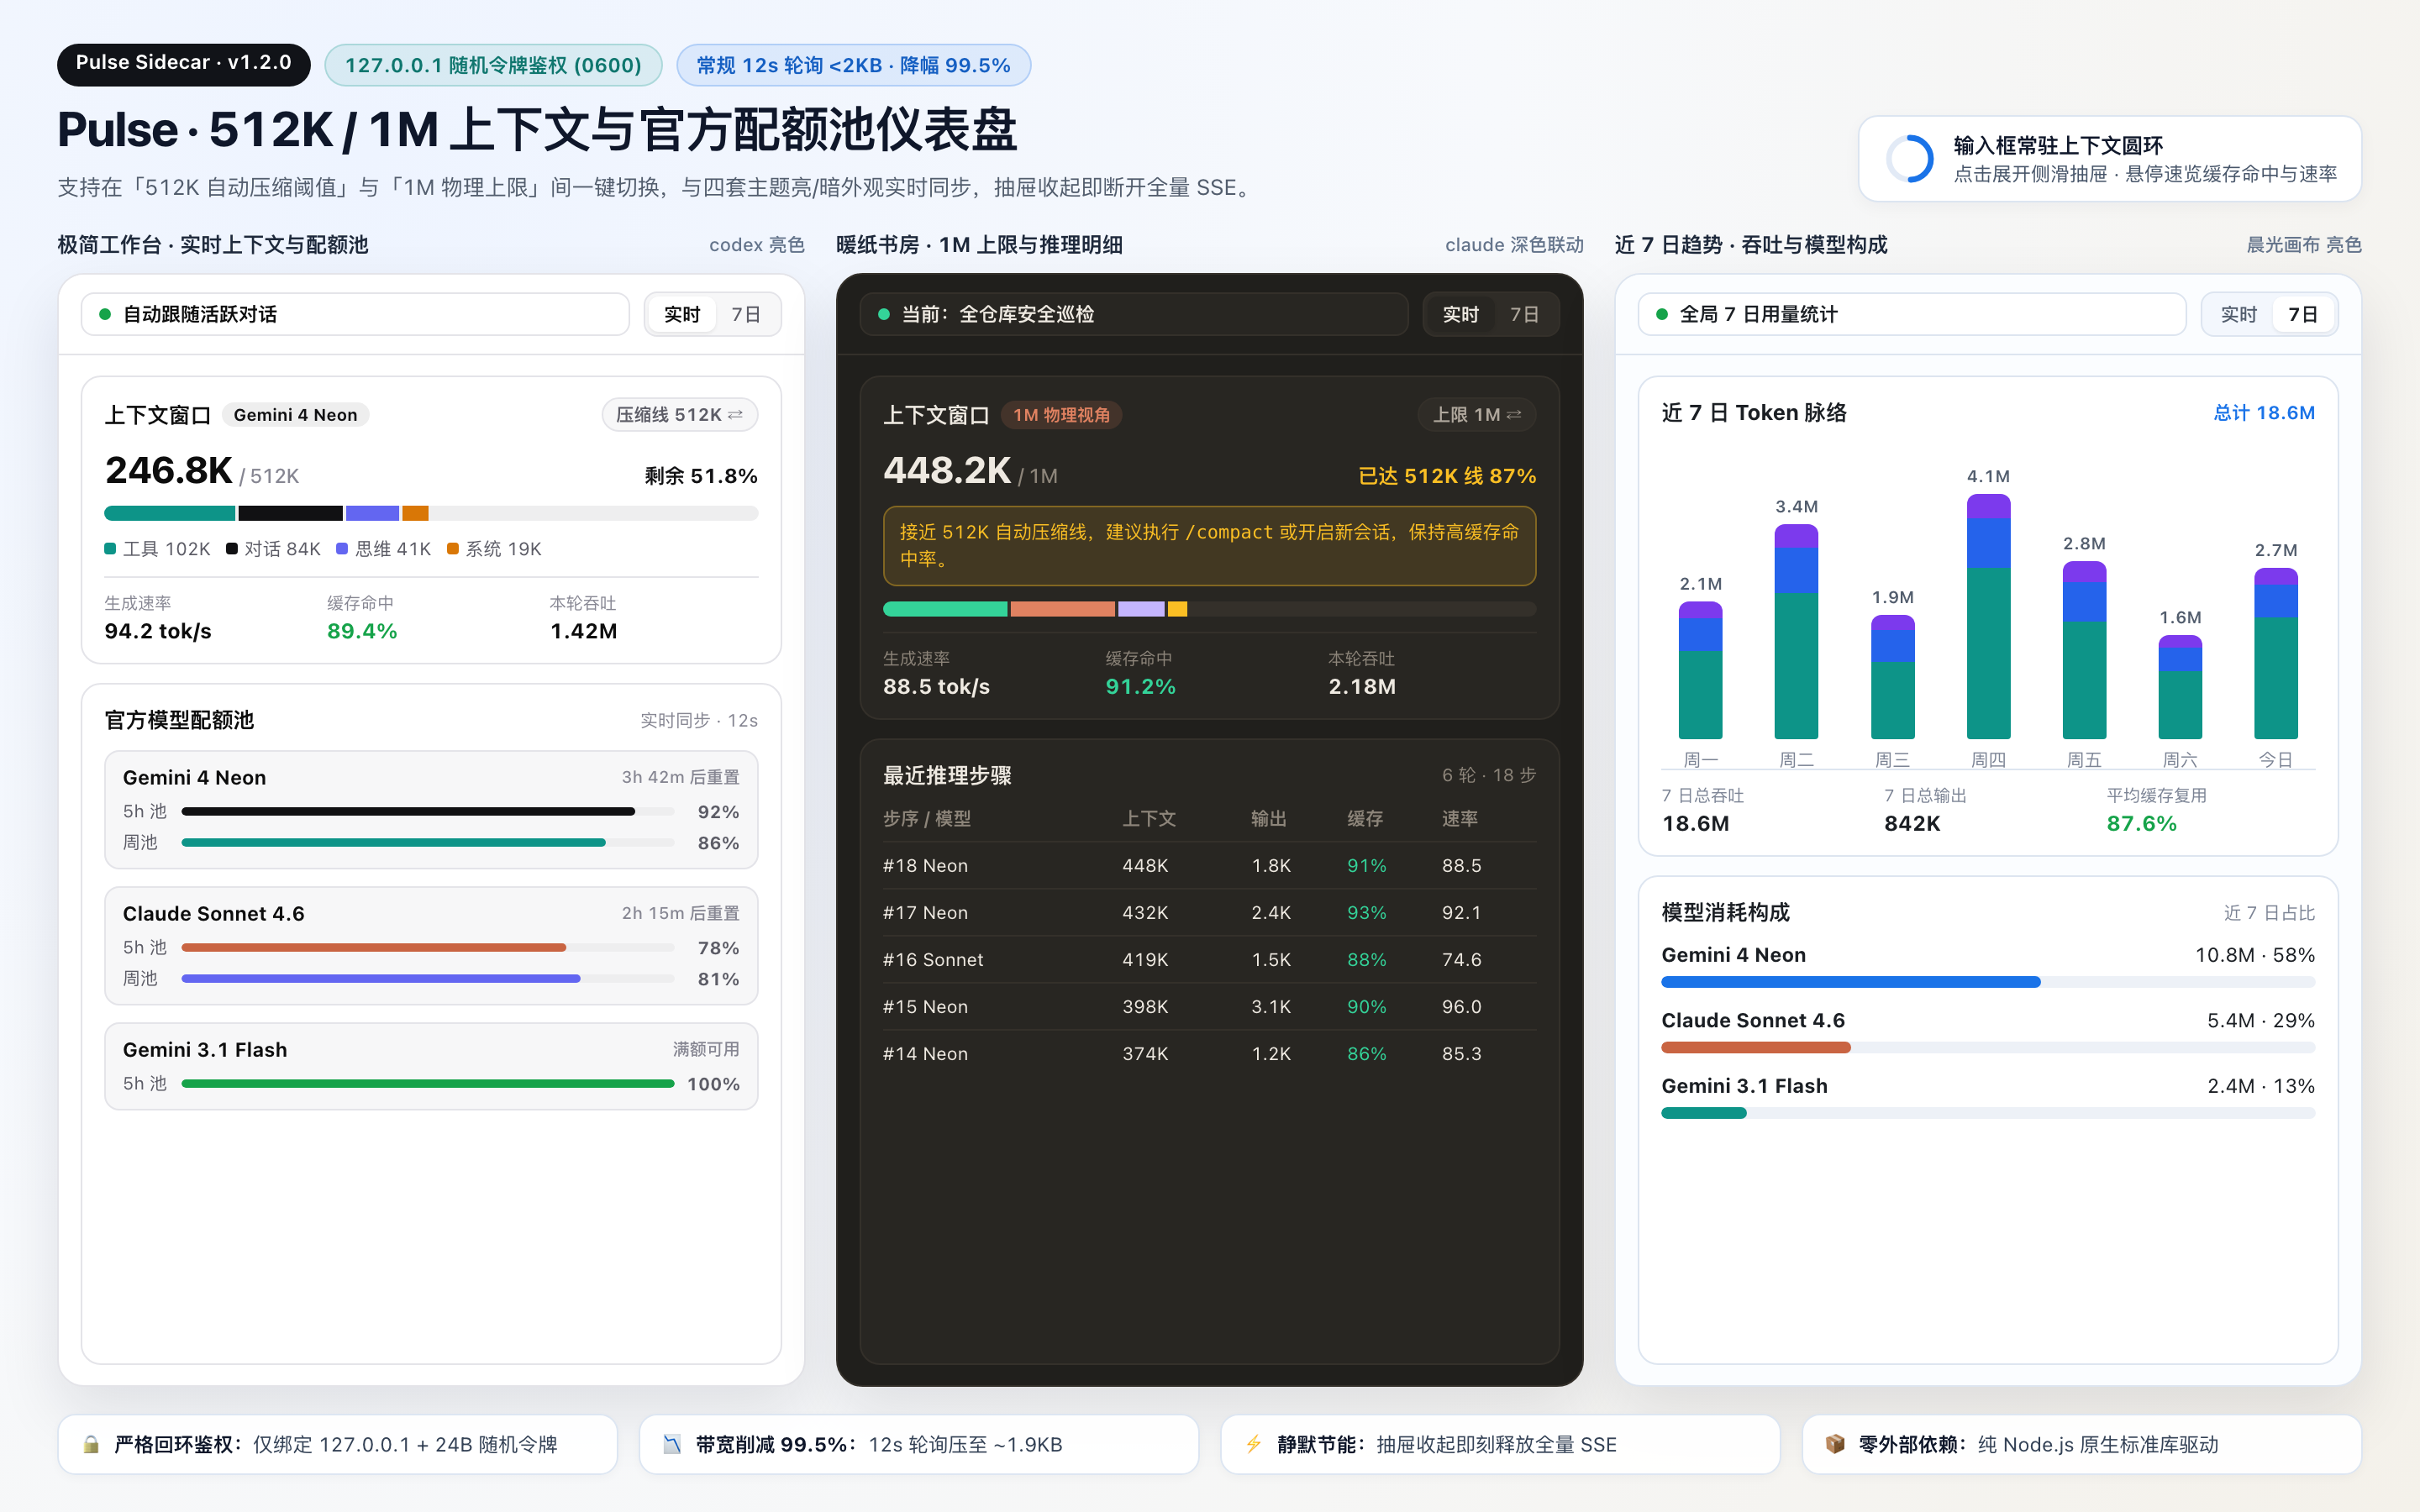 Pulse Sidecar · v1.2.0
127.0.0.1 随机令牌鉴权 (0600)
常规 12s 轮询 <2KB · 降幅 99.5%
Pulse · 512K / 1M 上下文与官方配额池仪表盘
支持在「512K 自动压缩阈值」与「1M 物理上限」间一键切换，与四套主题亮/暗外观实时同步，抽屉收起即断开全量 SSE。
输入框常驻上下文圆环
点击展开侧滑抽屉 · 悬停速览缓存命中与速率
极简工作台 · 实时上下文与配额池
codex 亮色
自动跟随活跃对话
实时
7日
上下文窗口
Gemini 4 Neon
压缩线 512K ⇄
246.8K / 512K
剩余 51.8%
工具 102K
对话 84K
思维 41K
系统 19K
生成速率
缓存命中
本轮吞吐
94.2 tok/s
89.4%
1.42M
官方模型配额池
实时同步 · 12s
Gemini 4 Neon
3h 42m 后重置
5h 池
92%
周池
86%
Claude Sonnet 4.6
2h 15m 后重置
5h 池
78%
周池
81%
Gemini 3.1 Flash
满额可用
5h 池
100%
暖纸书房 · 1M 上限与推理明细
claude 深色联动
当前：全仓库安全巡检
实时
7日
上下文窗口
1M 物理视角
上限 1M ⇄
448.2K / 1M
已达 512K 线 87%
接近 512K 自动压缩线，建议执行 /compact 或开启新会话，保持高缓存命
中率。
生成速率
缓存命中
本轮吞吐
88.5 tok/s
91.2%
2.18M
最近推理步骤
6 轮 · 18 步
步序 / 模型 上下文 输出 缓存 速率
#18 Neon 448K 1.8K 91% 88.5
#17 Neon 432K 2.4K 93% 92.1
#16 Sonnet 419K 1.5K 88% 74.6
#15 Neon 398K 3.1K 90% 96.0
#14 Neon 374K 1.2K 86% 85.3
近 7 日趋势 · 吞吐与模型构成
晨光画布 亮色
全局 7 日用量统计
实时
7日
近 7 日 Token 脉络
总计 18.6M
2.1M
3.4M
1.9M
4.1M
2.8M
1.6M
2.7M
周一
周二
周三
周四
周五
周六
今日
7 日总吞吐
7 日总输出
平均缓存复用
18.6M
842K
87.6%
模型消耗构成
近 7 日占比
Gemini 4 Neon
10.8M · 58%
Claude Sonnet 4.6
5.4M · 29%
Gemini 3.1 Flash
2.4M · 13%
严格回环鉴权：仅绑定 127.0.0.1 + 24B 随机令牌
带宽削减 99.5%：12s 轮询压至 ~1.9KB
静默节能：抽屉收起即刻释放全量 SSE
零外部依赖：纯 Node.js 原生标准库驱动